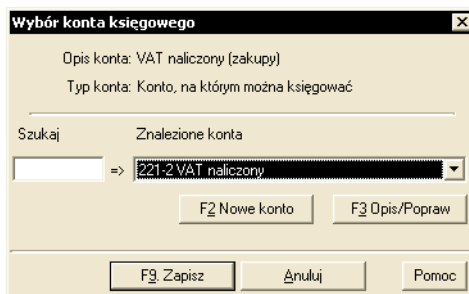 Wybór konta księgowego
Opis konta: VAT naliczony (zakupy)
Typ konta: Konto, na którym można księgować
Szukaj Znalezione konta
=> 221-2 VAT naliczony
F2 Nowe konto F3 Opis/Popraw
F9. Zapisz Anuluj Pomoc